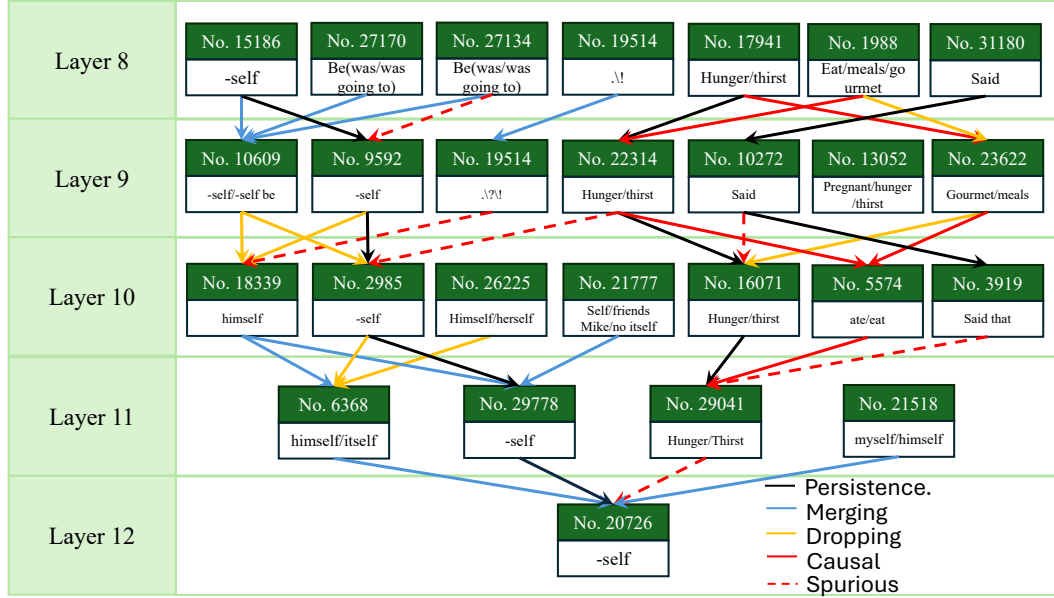 Layer 8
No. 15186
-self
No. 27170
Be(was/was
going to)
No. 27134
Be(was/was
going to)
No. 19514
.\!
No. 17941
Hunger/thirst
No. 1988
Eat/meals/go
urmet
No. 31180
Said
Layer 9
No. 10609
-self/-self be
No. 9592
-self
No. 19514
.\?\!
No. 22314
Hunger/thirst
No. 10272
Said
No. 13052
Pregnant/hunger
/thirst
No. 23622
Gourmet/meals
Layer 10
No. 18339
himself
No. 2985
-self
No. 26225
Himself/herself
No. 21777
Self/friends
Mike/no itself
No. 16071
Hunger/thirst
No. 5574
ate/eat
No. 3919
Said that
Layer 11
No. 6368
himself/itself
No. 29778
-self
No. 29041
Hunger/Thirst
No. 21518
myself/himself
Layer 12
No. 20726
-self
Persistence.
Merging
Dropping
Causal
Spurious